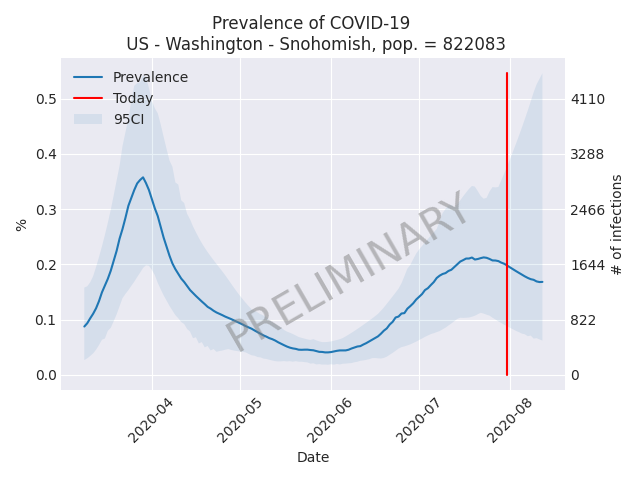 Prevalence of COVID-19
US - Washington - Snohomish, pop. = 822083
Prevalence
Today
95CI
0.5
0.4
0.3
0.2
0.1
0.0
%
4110
3288
2466
1644
822
0
# of infections
PRELIMINARY
2020-04
2020-05
2020-06
2020-07
2020-08
Date